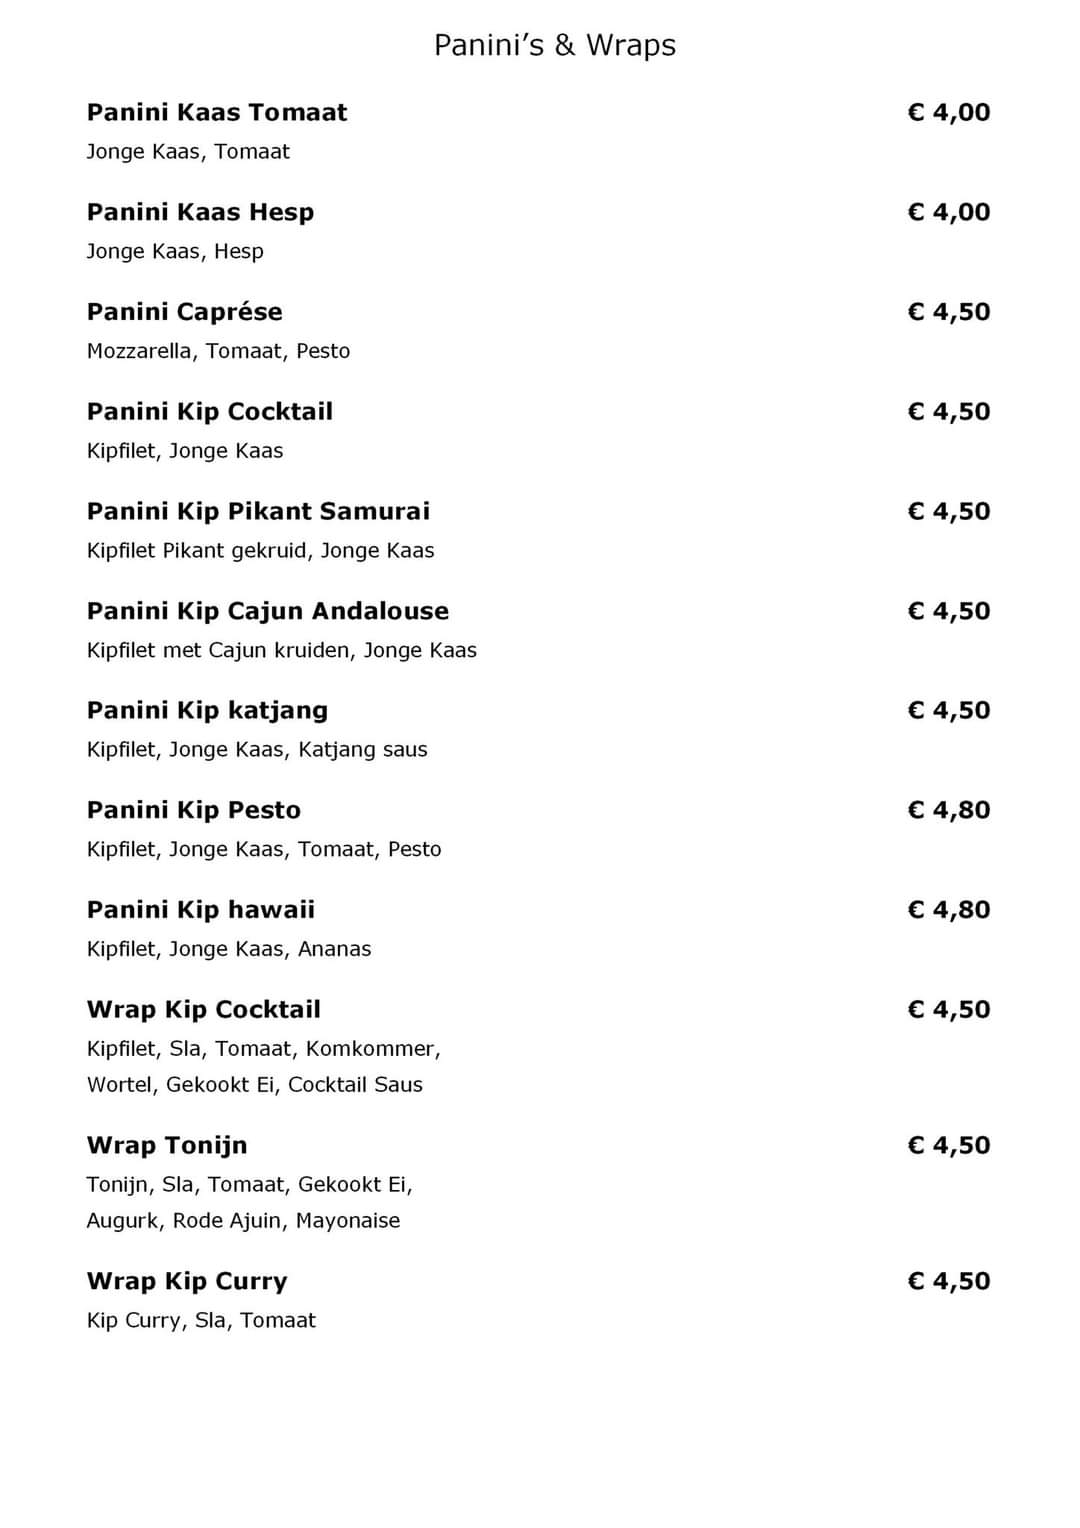 Panini’s & Wraps
Panini Kaas Tomaat € 4,00
Jonge Kaas, Tomaat
Panini Kaas Hesp € 4,00
Jonge Kaas, Hesp
Panini Caprése € 4,50
Mozzarella, Tomaat, Pesto
Panini Kip Cocktail € 4,50
Kipfilet, Jonge Kaas
Panini Kip Pikant Samurai € 4,50
Kipfilet Pikant gekruid, Jonge Kaas
Panini Kip Cajun Andalouse € 4,50
Kipfilet met Cajun kruiden, Jonge Kaas
Panini Kip katjang € 4,50
Kipfilet, Jonge Kaas, Katjang saus
Panini Kip Pesto € 4,80
Kipfilet, Jonge Kaas, Tomaat, Pesto
Panini Kip hawaii € 4,80
Kipfilet, Jonge Kaas, Ananas
Wrap Kip Cocktail € 4,50
Kipfilet, Sla, Tomaat, Komkommer,
Wortel, Gekookt Ei, Cocktail Saus
Wrap Tonijn € 4,50
Tonijn, Sla, Tomaat, Gekookt Ei,
Augurk, Rode Ajuin, Mayonaise
Wrap Kip Curry € 4,50
Kip Curry, Sla, Tomaat